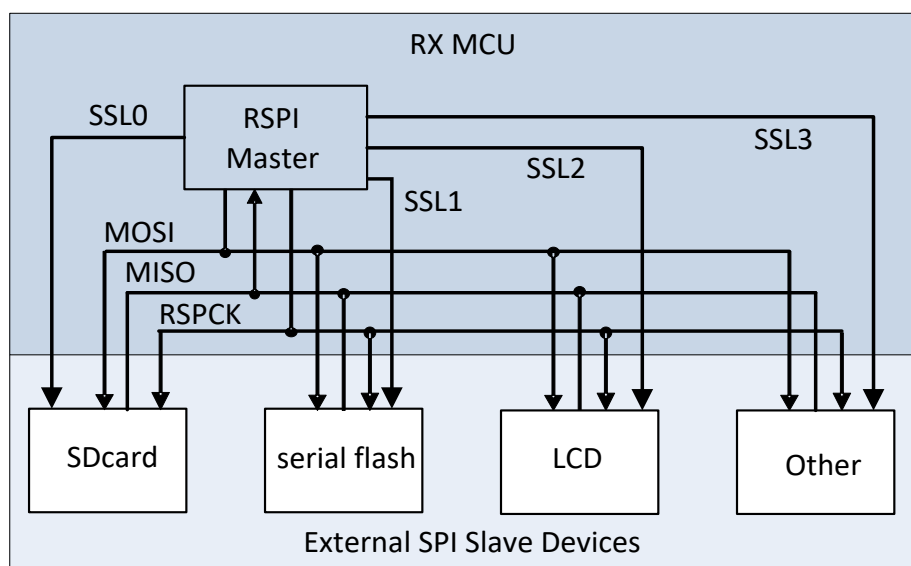 RX MCU
SSL0
RSPI
Master
SSL3
SSL2
SSL1
MOSI
MISO
RSPCK
SDcard
serial flash
LCD
Other
External SPI Slave Devices